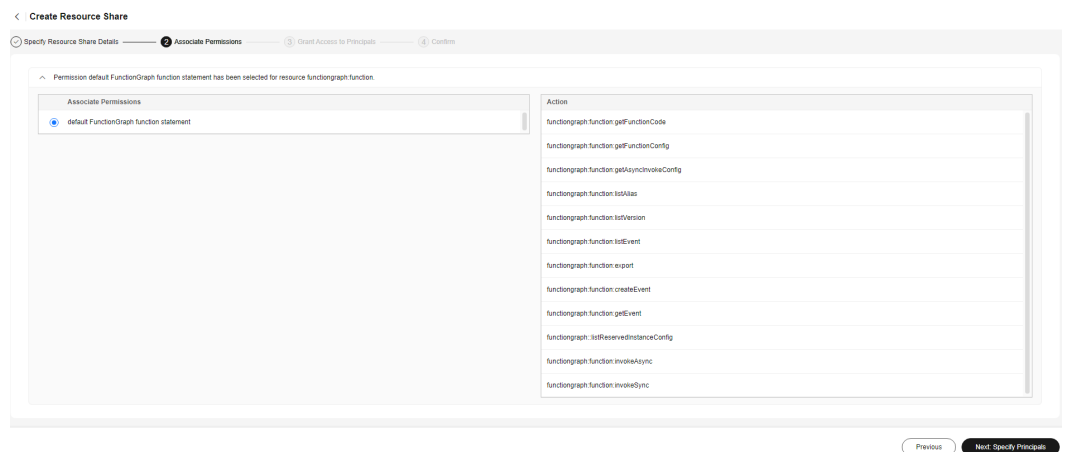 Create Resource Share
Specify Resource Share Details 2 Associate Permissions 3 Grant Access to Principals 4 Confirm
Permission default FunctionGraph function statement has been selected for resource functiongraph:function.
Associate Permissions
default FunctionGraph function statement
Action
functiongraph:function:getFunctionCode
functiongraph:function:getFunctionConfig
functiongraph:function:getAsyncInvokeConfig
functiongraph:function:listAlias
functiongraph:function:listVersion
functiongraph:function:listEvent
functiongraph:function:export
functiongraph:function:createEvent
functiongraph:function:getEvent
functiongraph::listReservedInstanceConfig
functiongraph:function:invokeAsync
functiongraph:function:invokeSync
Previous Next: Specify Principals